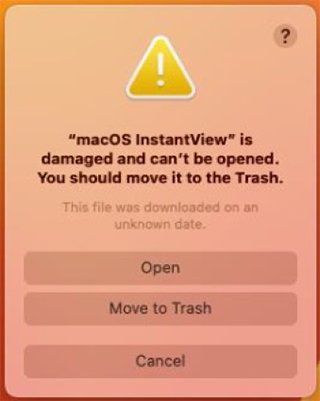 ?
“macOS InstantView” is
damaged and can’t be opened.
You should move it to the Trash.
This file was downloaded on an
unknown date.
Open
Move to Trash
Cancel